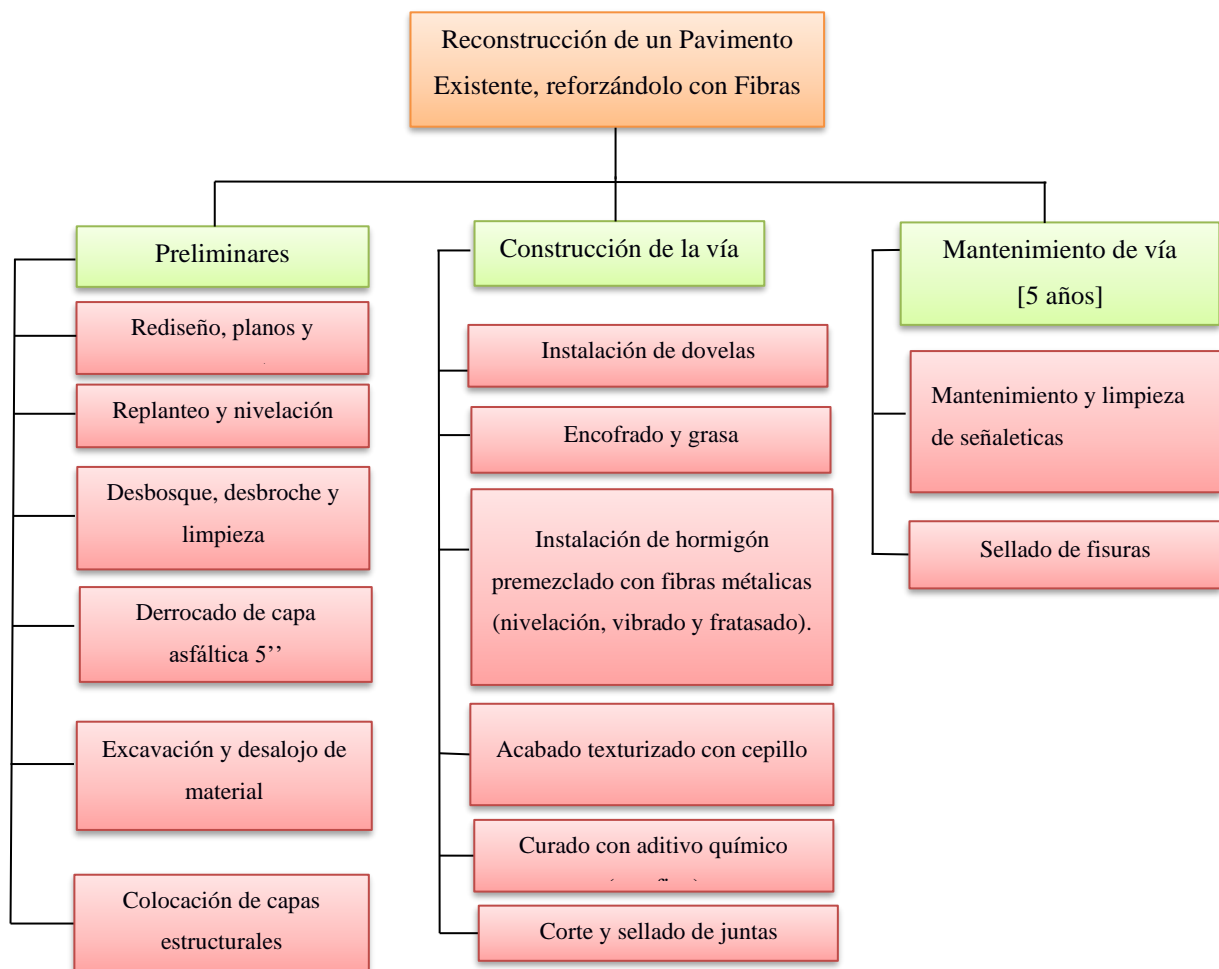 Reconstrucción de un Pavimento
Existente, reforzándolo con Fibras
Preliminares
Rediseño, planos y
Replanteo y nivelación
Desbosque, desbroche y
limpieza
Derrocado de capa
asfáltica 5’’
Excavación y desalojo de
material
Colocación de capas
estructurales
Construcción de la vía
Instalación de dovelas
Encofrado y grasa
Instalación de hormigón
premezclado con fibras métalicas
(nivelación, vibrado y fratasado).
Acabado texturizado con cepillo
Curado con aditivo químico
Corte y sellado de juntas
Mantenimiento de vía
[5 años]
Mantenimiento y limpieza
de señaleticas
Sellado de fisuras